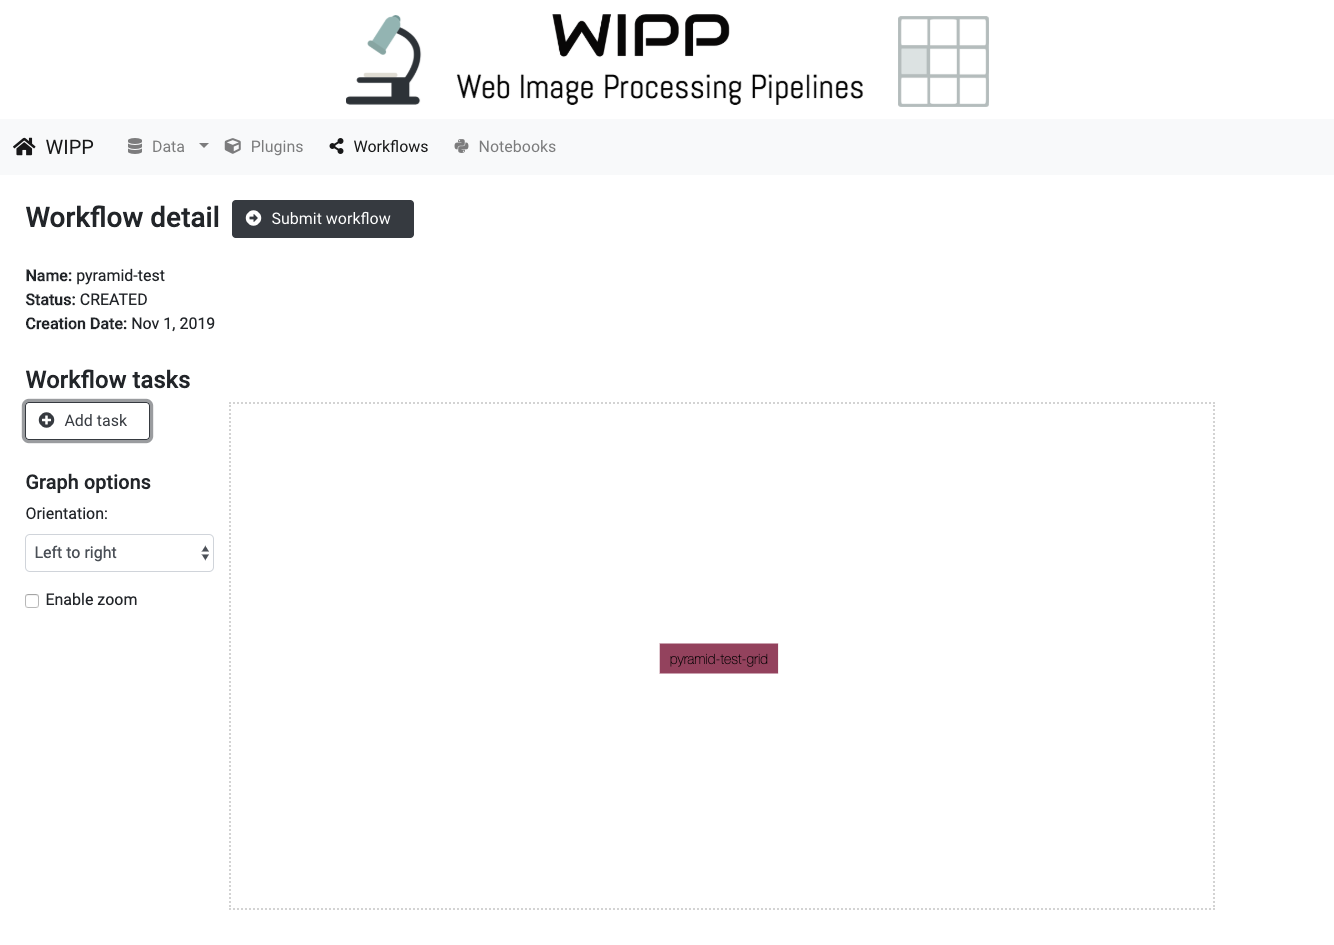 WIPP
Web Image Processing Pipelines
WIPP Data Plugins Workflows Notebooks
Workflow detail Submit workflow
Name: pyramid-test
Status: CREATED
Creation Date: Nov 1, 2019
Workflow tasks
Add task
Graph options
Orientation:
Left to right
Enable zoom
pyramid-test-grid